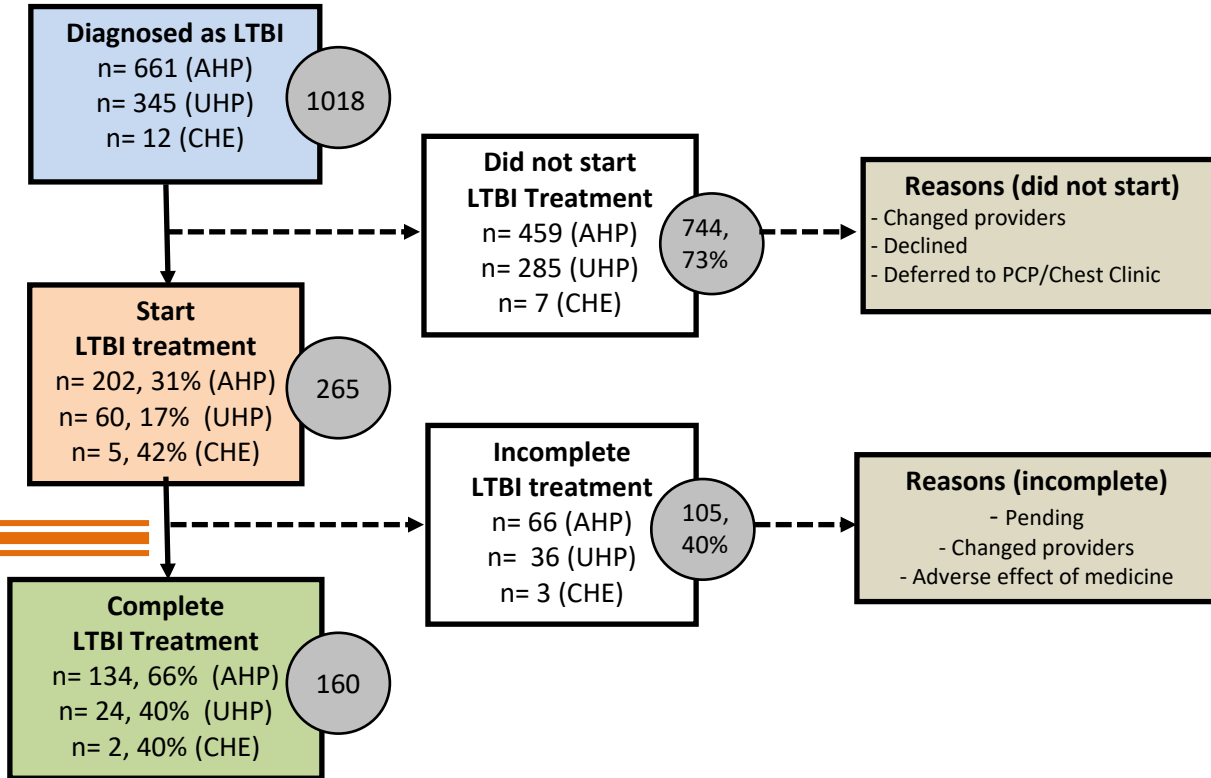 Diagnosed as LTBI
n= 661 (AHP)
n= 345 (UHP)
n= 12 (CHE)
1018
Did not start
LTBI Treatment
n= 459 (AHP)
n= 285 (UHP)
n= 7 (CHE)
744,
73%
Reasons (did not start)
- Changed providers
- Declined
- Deferred to PCP/Chest Clinic
Start
LTBI treatment
n= 202, 31% (AHP)
n= 60, 17% (UHP)
n= 5, 42% (CHE)
265
Incomplete
LTBI treatment
n= 66 (AHP)
n= 36 (UHP)
n= 3 (CHE)
105,
40%
Reasons (incomplete)
- Pending
- Changed providers
- Adverse effect of medicine
Complete
LTBI Treatment
n= 134, 66% (AHP)
n= 24, 40% (UHP)
n= 2, 40% (CHE)
160